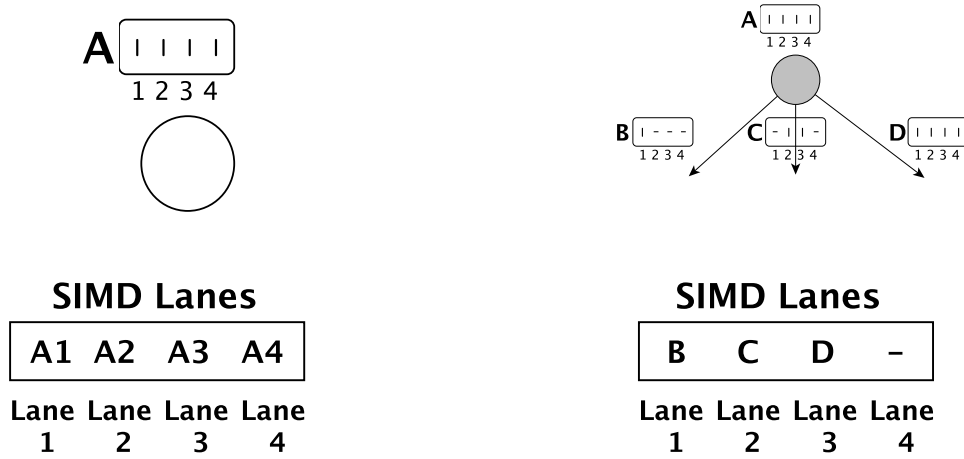 A | | | |
1 2 3 4
SIMD Lanes
A1 A2 A3 A4
Lane Lane Lane Lane
1 2 3 4
A | | | |
1 2 3 4
B | - - -
1 2 3 4
C - | | -
1 2 3 4
D | | | |
1 2 3 4
SIMD Lanes
B C D -
Lane Lane Lane Lane
1 2 3 4